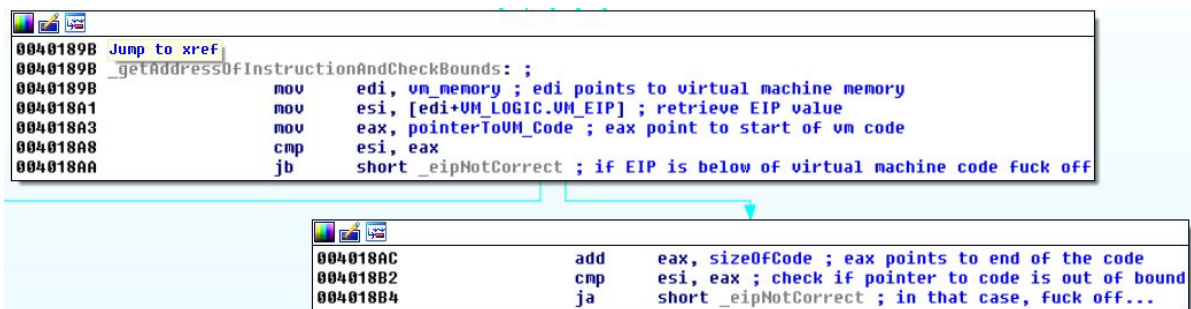 0040189B Jump to xref
0040189B _getAddressOfInstructionAndCheckBounds: ;
0040189B mov edi, vm_memory ; edi points to virtual machine memory
004018A1 mov esi, [edi+VM_LOGIC.VM_EIP] ; retrieve EIP value
004018A3 mov eax, pointerToVM_Code ; eax point to start of vm code
004018A8 cmp esi, eax
004018AA jb short _eipNotCorrect ; if EIP is below of virtual machine code fuck off
004018AC add eax, sizeOfCode ; eax points to end of the code
004018B2 cmp esi, eax ; check if pointer to code is out of bound
004018B4 ja short _eipNotCorrect ; in that case, fuck off...